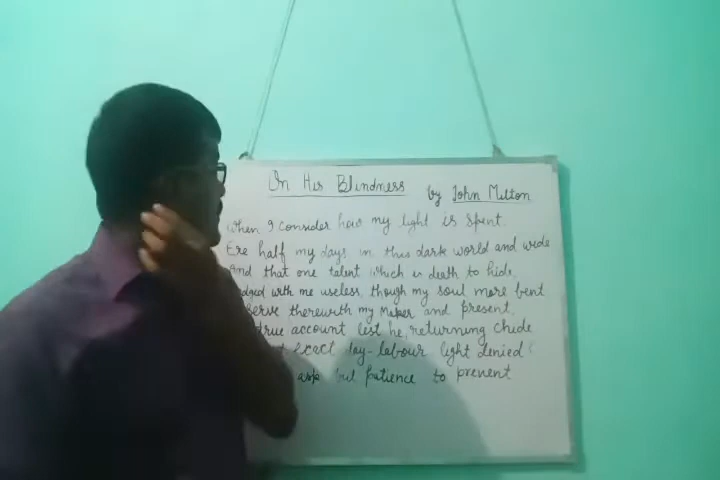 On His Blindness
by John Milton
When I consider how my light is spent.
Ere half my days in this dark world and wide
and that one talent which is death to hide,
with me useless, though my soul more bent
serve therewith my Maker and present.
true account lest he, returning chide
exact day-labour light denied
ask but patience to prevent